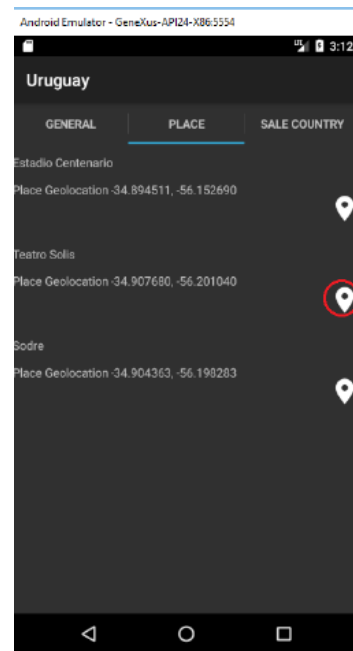 Android Emulator - GeneXus-API24-X86:5554
LTE 3:12
Uruguay
GENERAL PLACE SALE COUNTRY
Estadio Centenario
Place Geolocation -34.894511, -56.152690
Teatro Solis
Place Geolocation -34.907680, -56.201040
Sodre
Place Geolocation -34.904363, -56.198283